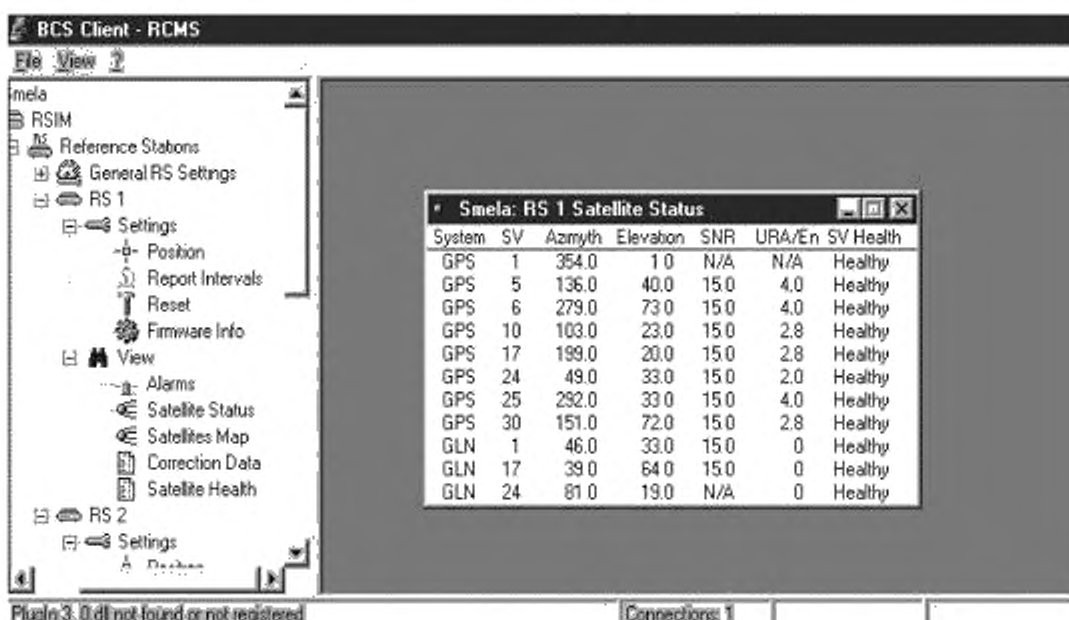 BCS Client - RCMS
File View ?
mela
RSIM
Reference Stations
General RS Settings
RS 1
Settings
Position
Report Intervals
Reset
Firmware Info
View
Alarms
Satellite Status
Satellites Map
Correction Data
Satellite Health
RS 2
Settings
Smela: RS 1 Satellite Status
System SV Azimyth Elevation SNR URA/En SV Health
GPS 1 354.0 1 0 N/A N/A Healthy
GPS 5 136.0 40.0 15.0 4.0 Healthy
GPS 6 279.0 73 0 15.0 4.0 Healthy
GPS 10 103.0 23.0 15.0 2.8 Healthy
GPS 17 199.0 20.0 15.0 2.8 Healthy
GPS 24 49.0 33.0 15 0 2.0 Healthy
GPS 25 292.0 33 0 15 0 4.0 Healthy
GPS 30 151.0 72.0 15 0 2.8 Healthy
GLN 1 46.0 33.0 15.0 0 Healthy
GLN 17 39 0 64 0 15.0 0 Healthy
GLN 24 81 0 19.0 N/A 0 Healthy
not found or not registered
Connections: 1